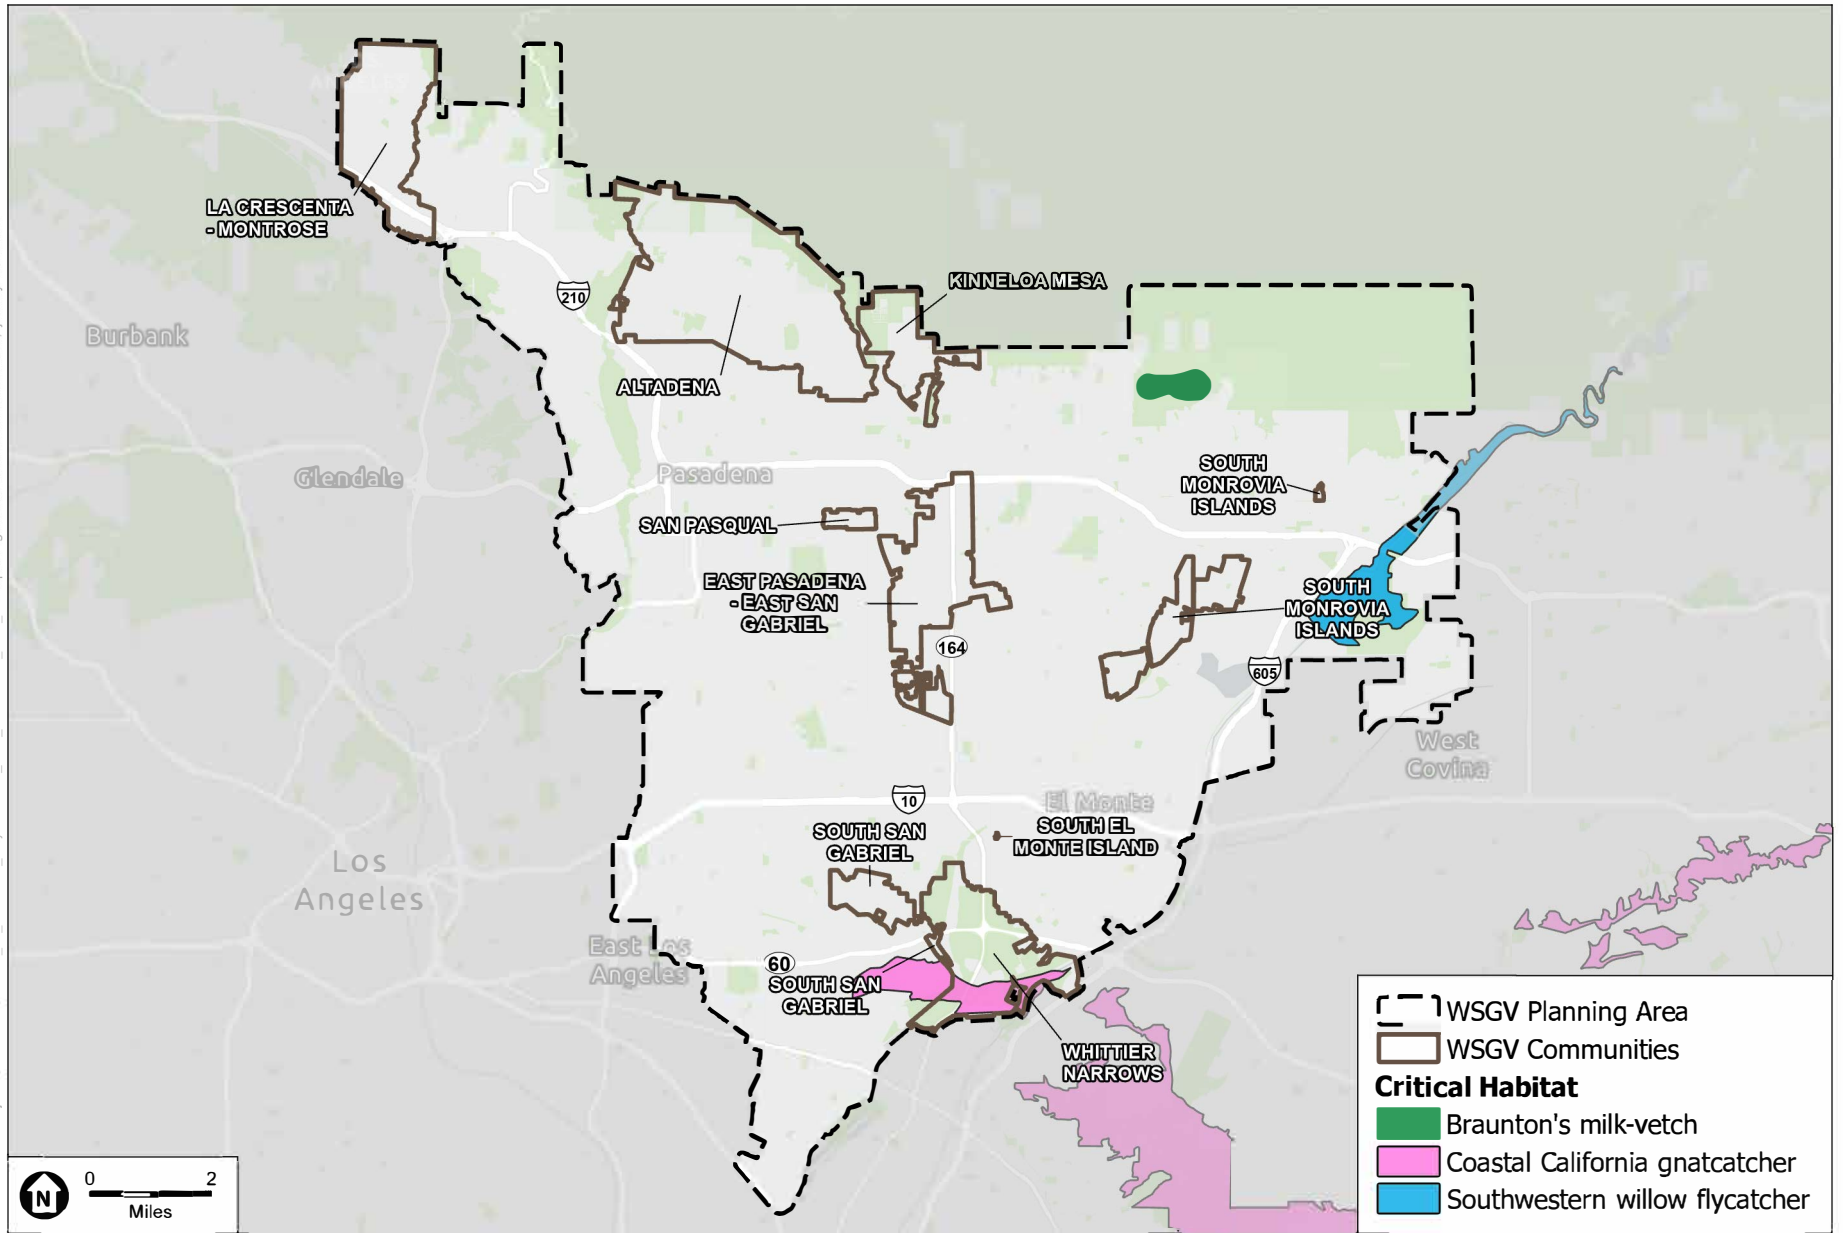 LA CRESCENTA
- MONTROSE
210
KINNELOA MESA
Burbank
ALTADENA
Glendale
Pasadena
SOUTH
MONROVIA
ISLANDS
SAN PASQUAL
EAST PASADENA
- EAST SAN
GABRIEL
SOUTH
MONROVIA
ISLANDS
164
605
West
Covina
10
El Monte
SOUTH EL
MONTE ISLAND
SOUTH SAN
GABRIEL
Los
Angeles
East Los
Angeles
60
SOUTH SAN
GABRIEL
WHITTIER
NARROWS
WSGV Planning Area
WSGV Communities
Critical Habitat
Braunton's milk-vetch
Coastal California gnatcatcher
Southwestern willow flycatcher
N
0 2
Miles